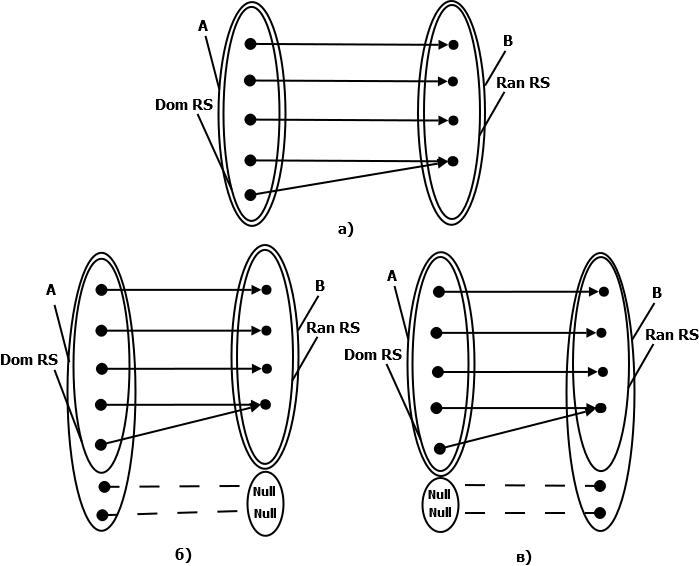 A
B
Dom RS
Ran RS
а)
A
B
Dom RS
Ran RS
Null
Null
б)
A
B
Dom RS
Ran RS
Null
Null
в)